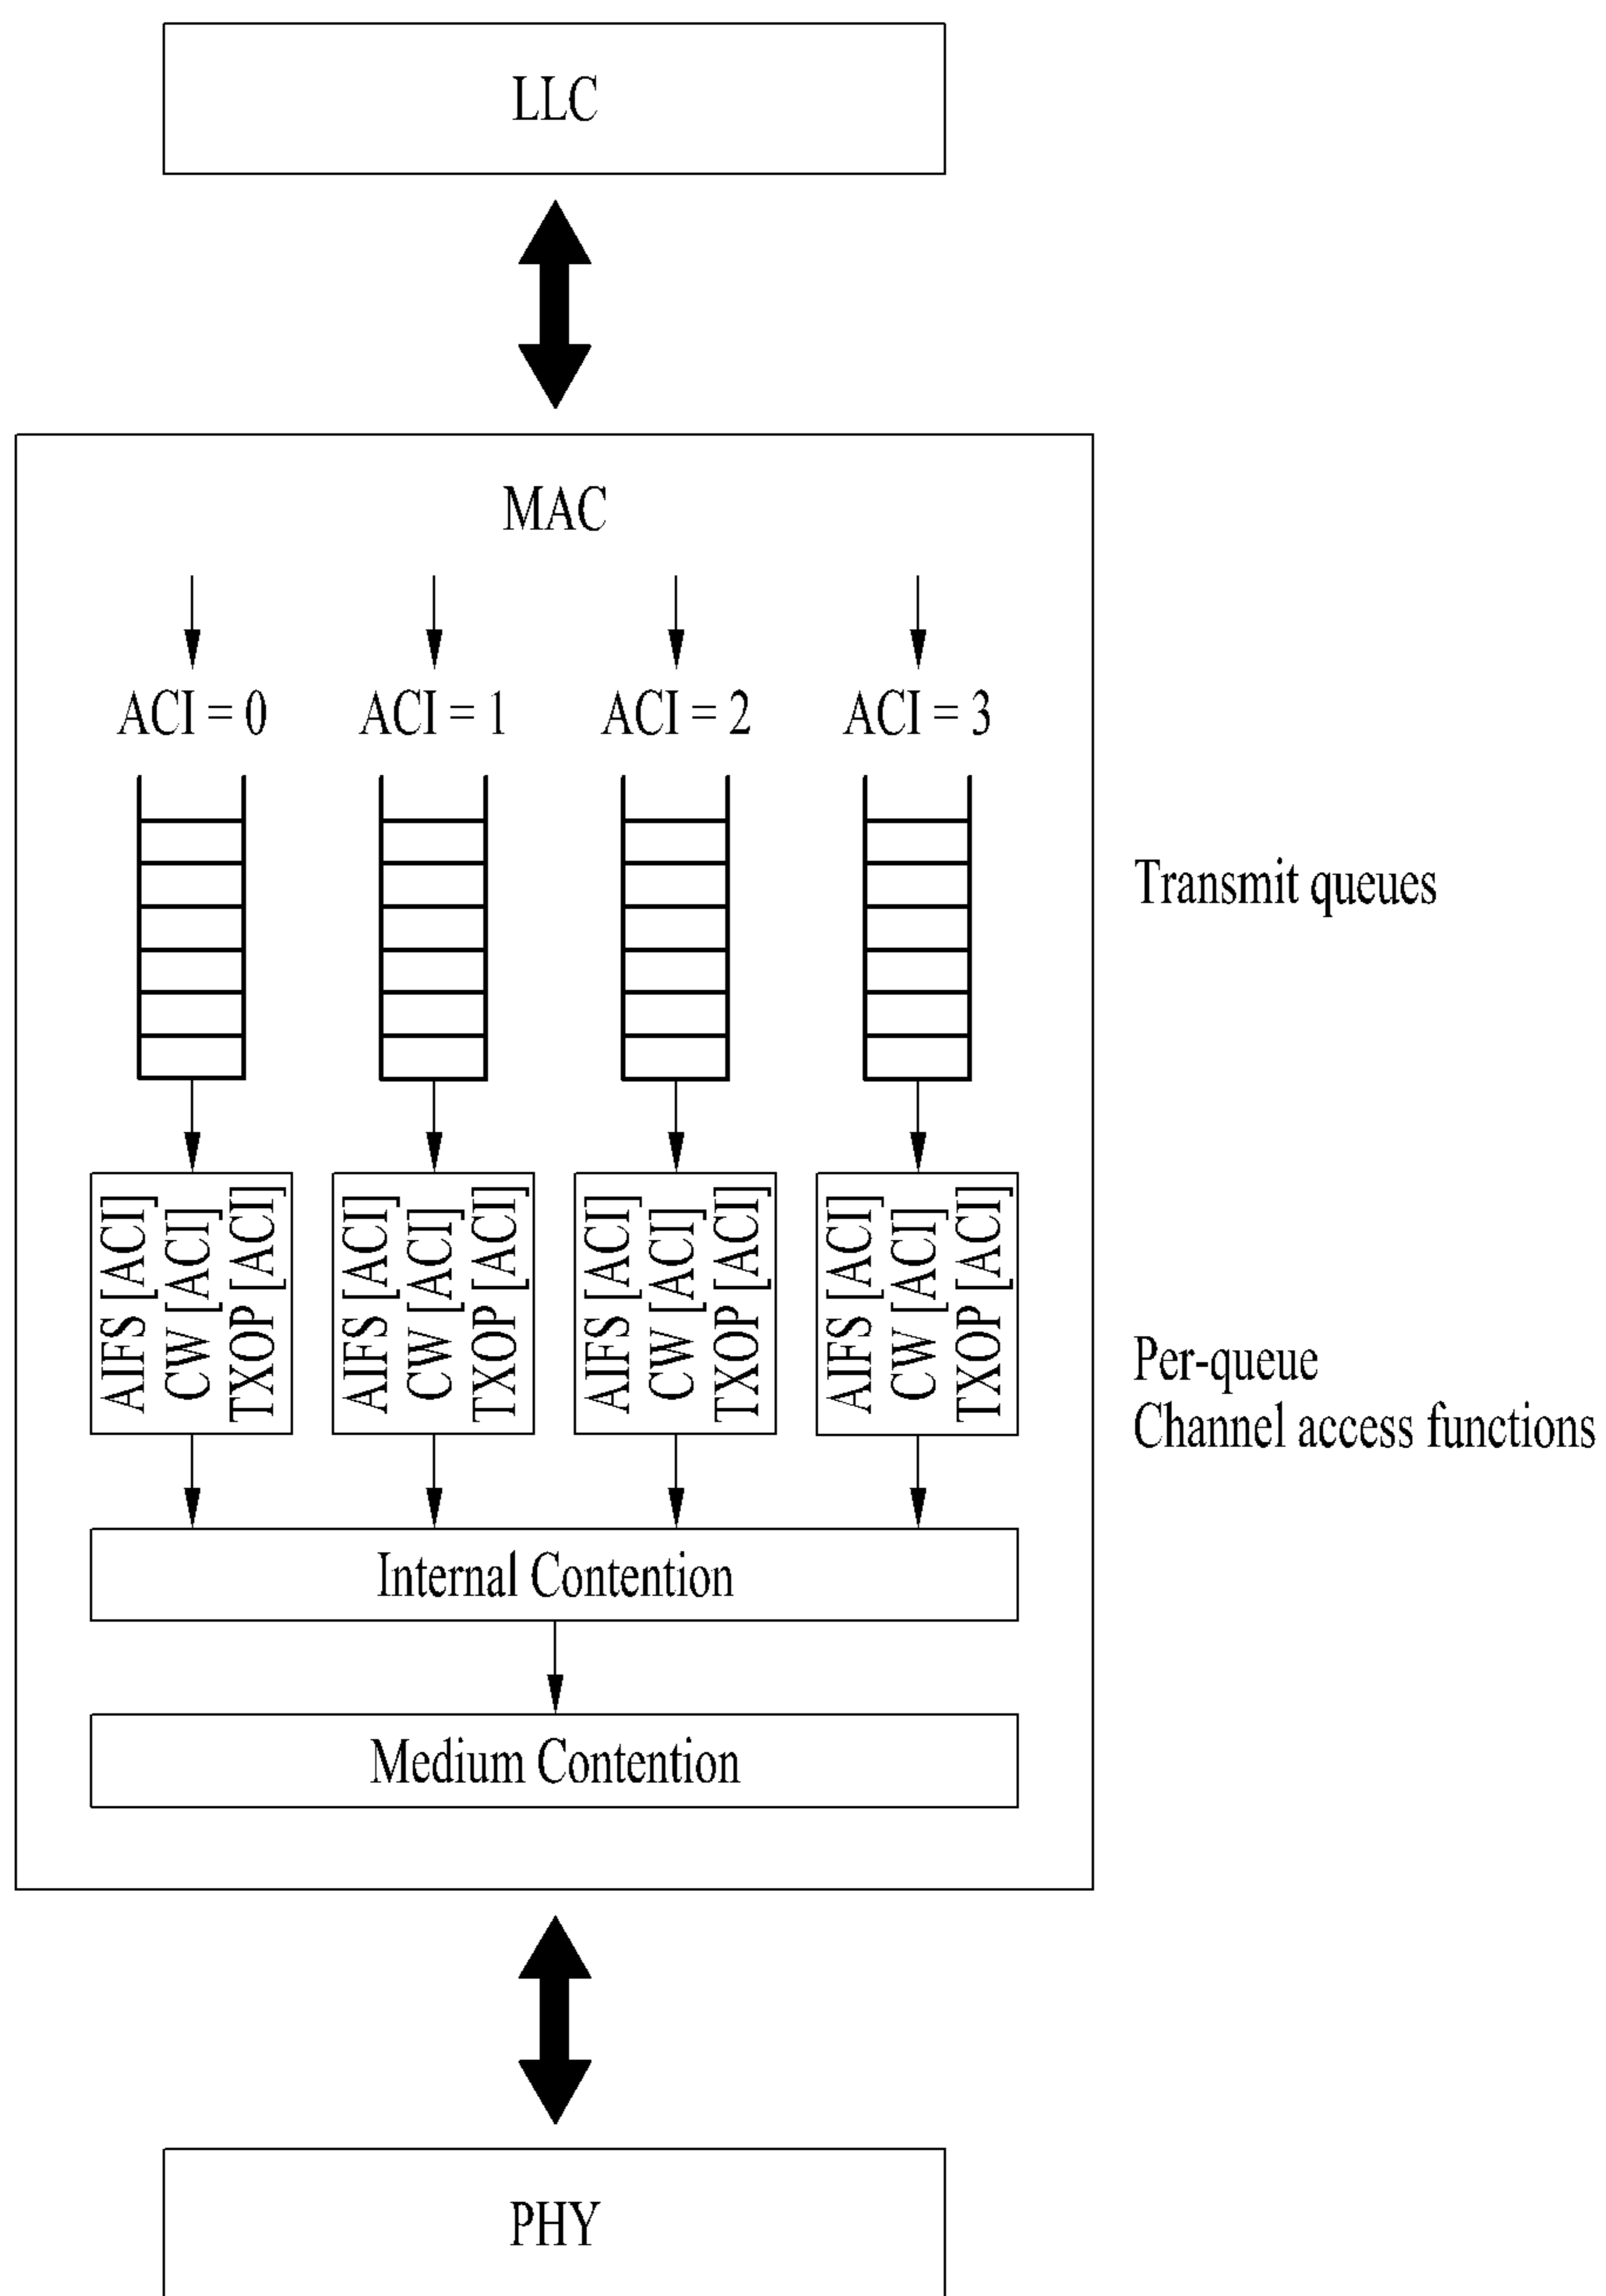 LLC
MAC
ACI = 0
ACI = 1
ACI = 2
ACI = 3
Transmit queues
AIFS [ACI]
CW [ACI]
TXOP [ACI]
AIFS [ACI]
CW [ACI]
TXOP [ACI]
AIFS [ACI]
CW [ACI]
TXOP [ACI]
AIFS [ACI]
CW [ACI]
TXOP [ACI]
Per-queue
Channel access functions
Internal Contention
Medium Contention
PHY